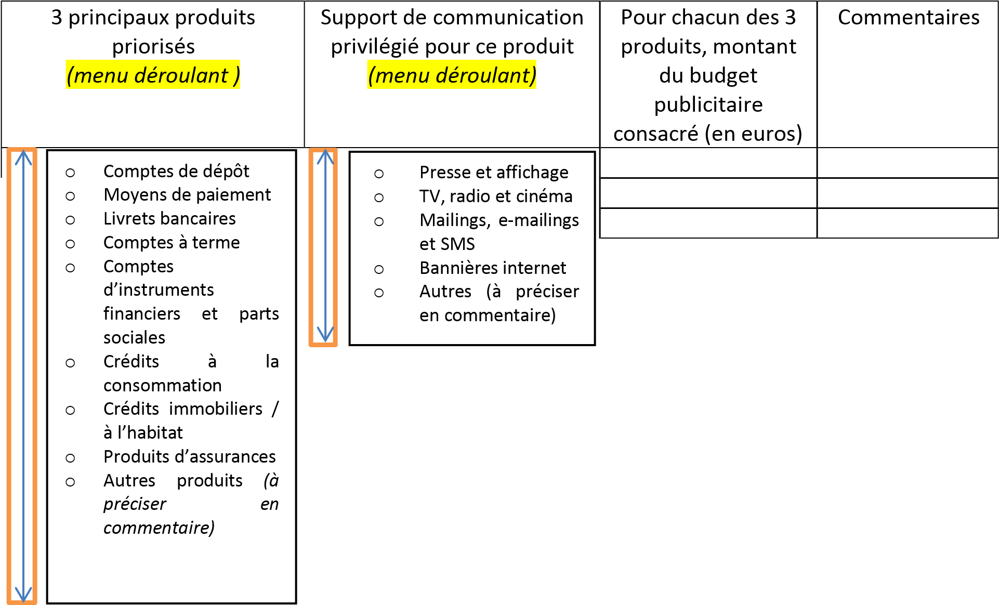 3 principaux produits
priorisés
(menu déroulant )
Support de communication
privilégié pour ce produit
(menu déroulant)
Pour chacun des 3
produits, montant
du budget
publicitaire
consacré (en euros)
Commentaires
o Comptes de dépôt
o Moyens de paiement
o Livrets bancaires
o Comptes à terme
o Comptes
d’instruments
financiers et parts
sociales
o Crédits à la
consommation
o Crédits immobiliers /
à l’habitat
o Produits d’assurances
o Autres produits (à
préciser en
commentaire)
o Presse et affichage
o TV, radio et cinéma
o Mailings, e-mailings
et SMS
o Bannières internet
o Autres (à préciser
en commentaire)